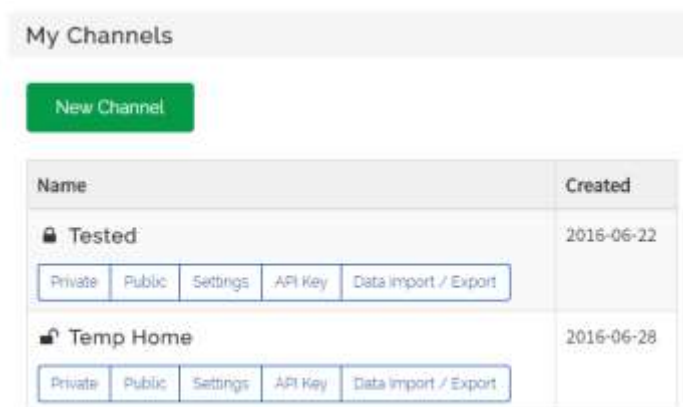 My Channels
New Channel
Name Created
Tested 2016-06-22
Private Public Settings API Key Data Import / Export
Temp Home 2016-06-28
Private Public Settings API Key Data Import / Export